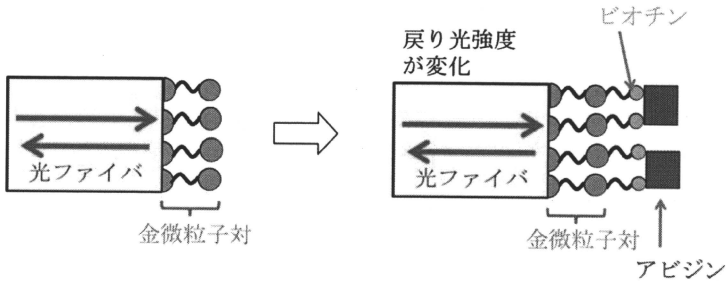 光ファイバ
金微粒子対
戻り光強度
が変化
ビオチン
光ファイバ
金微粒子対
アビジン